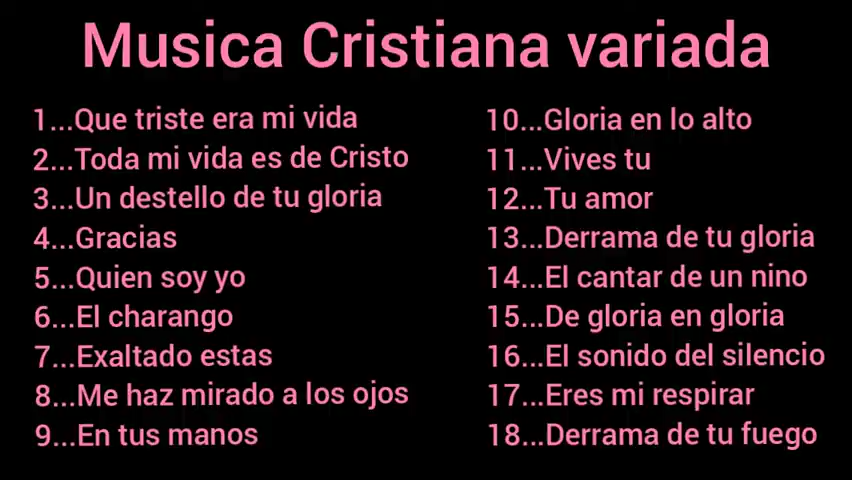 Musica Cristiana variada
1...Que triste era mi vida
2...Toda mi vida es de Cristo
3...Un destello de tu gloria
4...Gracias
5...Quien soy yo
6...El charango
7...Exaltado estas
8...Me haz mirado a los ojos
9...En tus manos
10...Gloria en lo alto
11...Vives tu
12...Tu amor
13...Derrama de tu gloria
14...El cantar de un nino
15...De gloria en gloria
16...El sonido del silencio
17...Eres mi respirar
18...Derrama de tu fuego